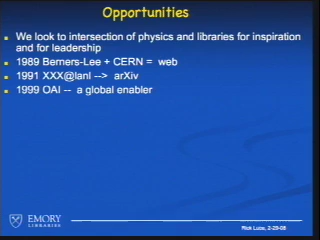 Opportunities
We look to intersection of physics and libraries for inspiration
and for leadership
1989 Berners-Lee + CERN = web
1991 XXX@lanl --> arXiv
1999 OAI -- a global enabler
EMORY
LIBRARIES
Rick Luce, 2-29-08